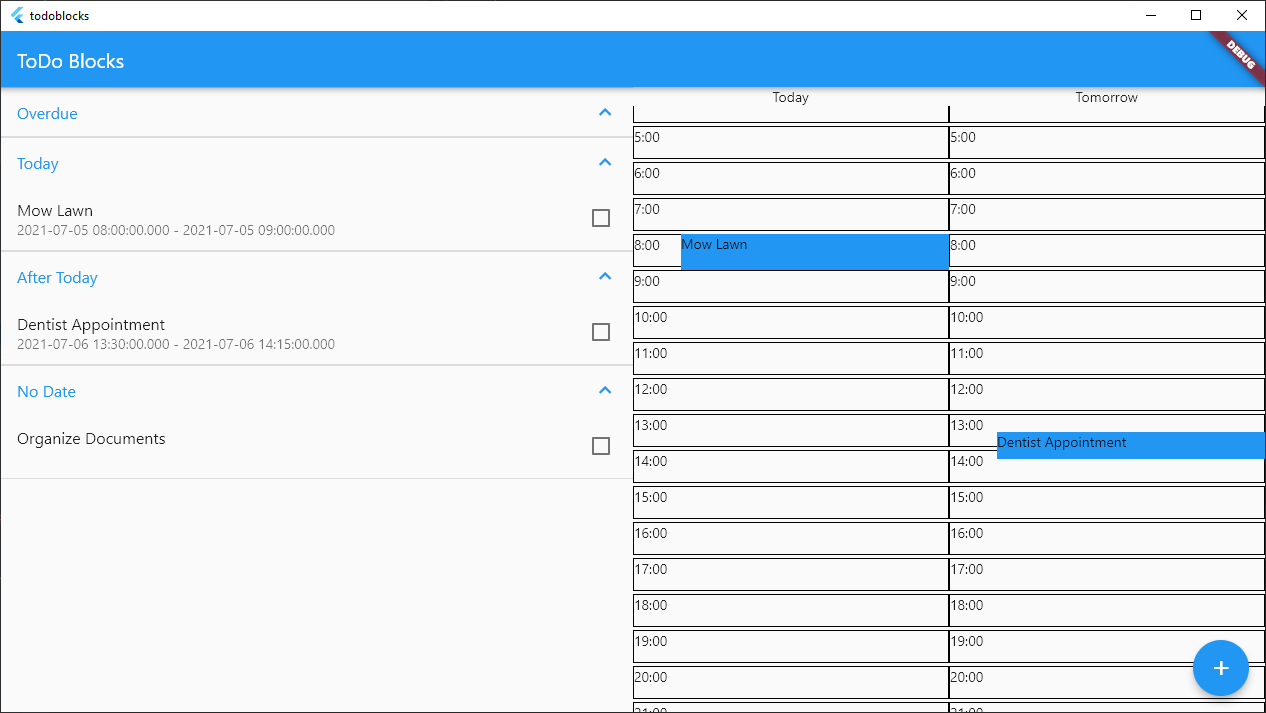 todoblocks
ToDo Blocks
DEBUG
Overdue
Today
Mow Lawn
2021-07-05 08:00:00.000 - 2021-07-05 09:00:00.000
After Today
Dentist Appointment
2021-07-06 13:30:00.000 - 2021-07-06 14:15:00.000
No Date
Organize Documents
Today Tomorrow
5:00 5:00
6:00 6:00
7:00 7:00
8:00 Mow Lawn 8:00
9:00 9:00
10:00 10:00
11:00 11:00
12:00 12:00
13:00 13:00
Dentist Appointment
14:00 14:00
15:00 15:00
16:00 16:00
17:00 17:00
18:00 18:00
19:00 19:00
20:00 20:00
21:00 21:00